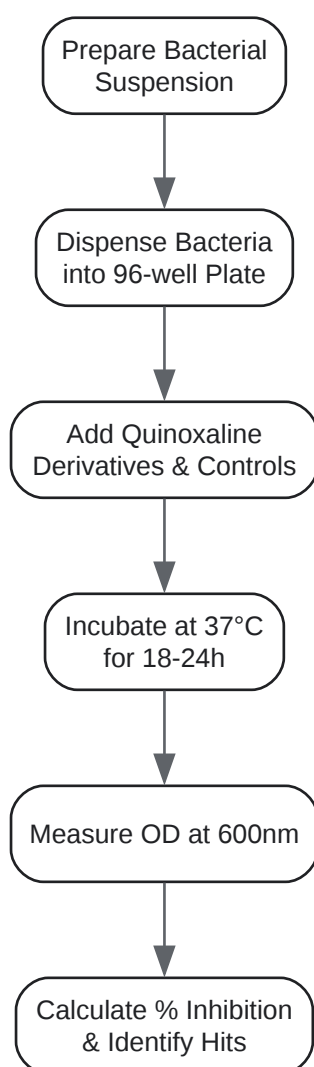 Prepare Bacterial
Suspension
Dispense Bacteria
into 96-well Plate
Add Quinoxaline
Derivatives & Controls
Incubate at 37°C
for 18-24h
Measure OD at 600nm
Calculate % Inhibition
& Identify Hits